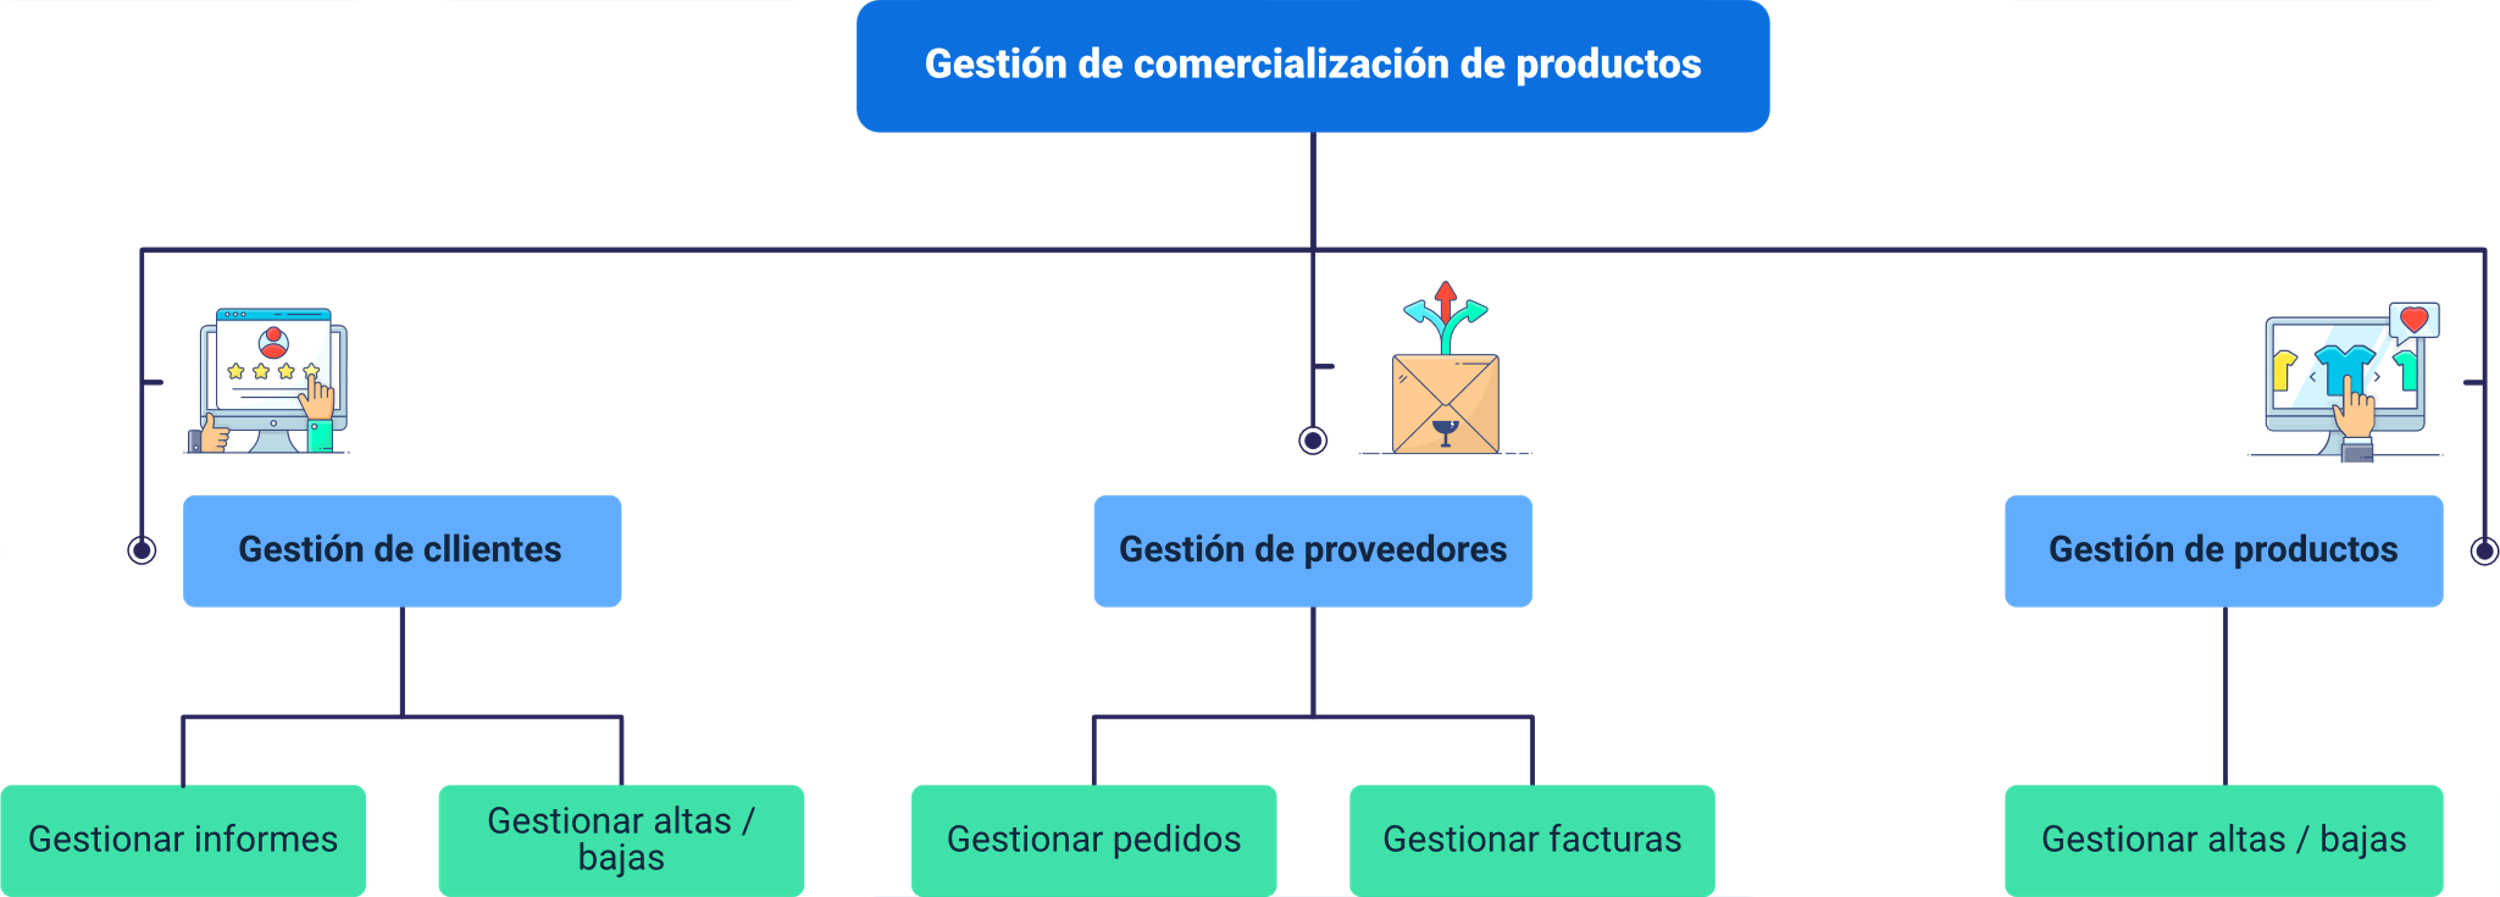 Gestión de comercialización de productos
Gestión de cllientes
Gestión de proveedores
Gestión de productos
Gestionar informes
Gestionar altas /
bajas
Gestionar pedidos
Gestionar facturas
Gestionar altas / bajas